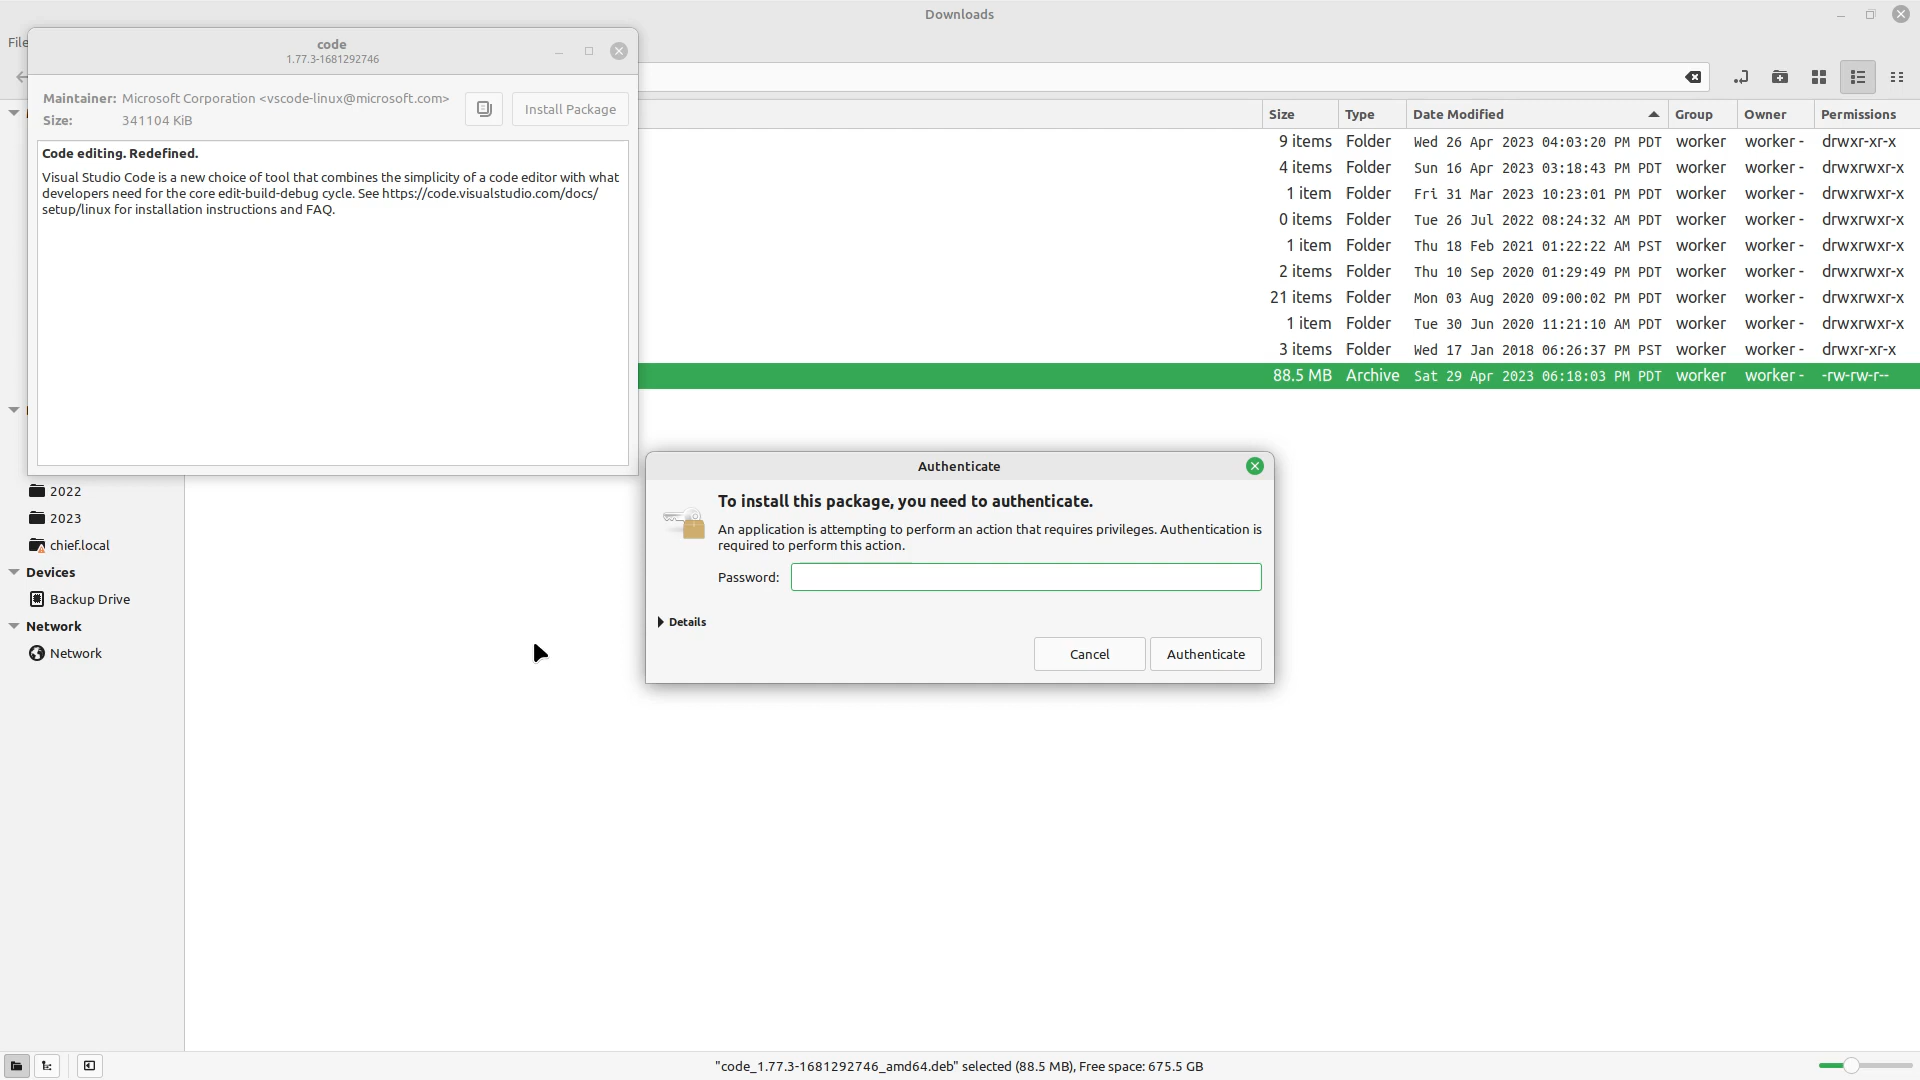 Downloads
File
code
1.77.3-1681292746
Maintainer: Microsoft Corporation <vscode-linux@microsoft.com>
Size: 341104 KiB
Install Package
Code editing. Redefined.
Visual Studio Code is a new choice of tool that combines the simplicity of a code editor with what
developers need for the core edit-build-debug cycle. See https://code.visualstudio.com/docs/
setup/linux for installation instructions and FAQ.
Size Type Date Modified Group Owner Permissions
9 items Folder Wed 26 Apr 2023 04:03:20 PM PDT worker worker - drwxr-xr-x
4 items Folder Sun 16 Apr 2023 03:18:43 PM PDT worker worker - drwxrwxr-x
1 item Folder Fri 31 Mar 2023 10:23:01 PM PDT worker worker - drwxrwxr-x
0 items Folder Tue 26 Jul 2022 08:24:32 AM PDT worker worker - drwxrwxr-x
1 item Folder Thu 18 Feb 2021 01:22:22 AM PST worker worker - drwxrwxr-x
2 items Folder Thu 10 Sep 2020 01:29:49 PM PDT worker worker - drwxrwxr-x
21 items Folder Mon 03 Aug 2020 09:00:02 PM PDT worker worker - drwxrwxr-x
1 item Folder Tue 30 Jun 2020 11:21:10 AM PDT worker worker - drwxrwxr-x
3 items Folder Wed 17 Jan 2018 06:26:37 PM PST worker worker - drwxr-xr-x
88.5 MB Archive Sat 29 Apr 2023 06:18:03 PM PDT worker worker - -rw-rw-r--
2022
2023
chief.local
Devices
Backup Drive
Network
Network
Authenticate
To install this package, you need to authenticate.
An application is attempting to perform an action that requires privileges. Authentication is
required to perform this action.
Password:
Details
Cancel
Authenticate
"code_1.77.3-1681292746_amd64.deb" selected (88.5 MB), Free space: 675.5 GB